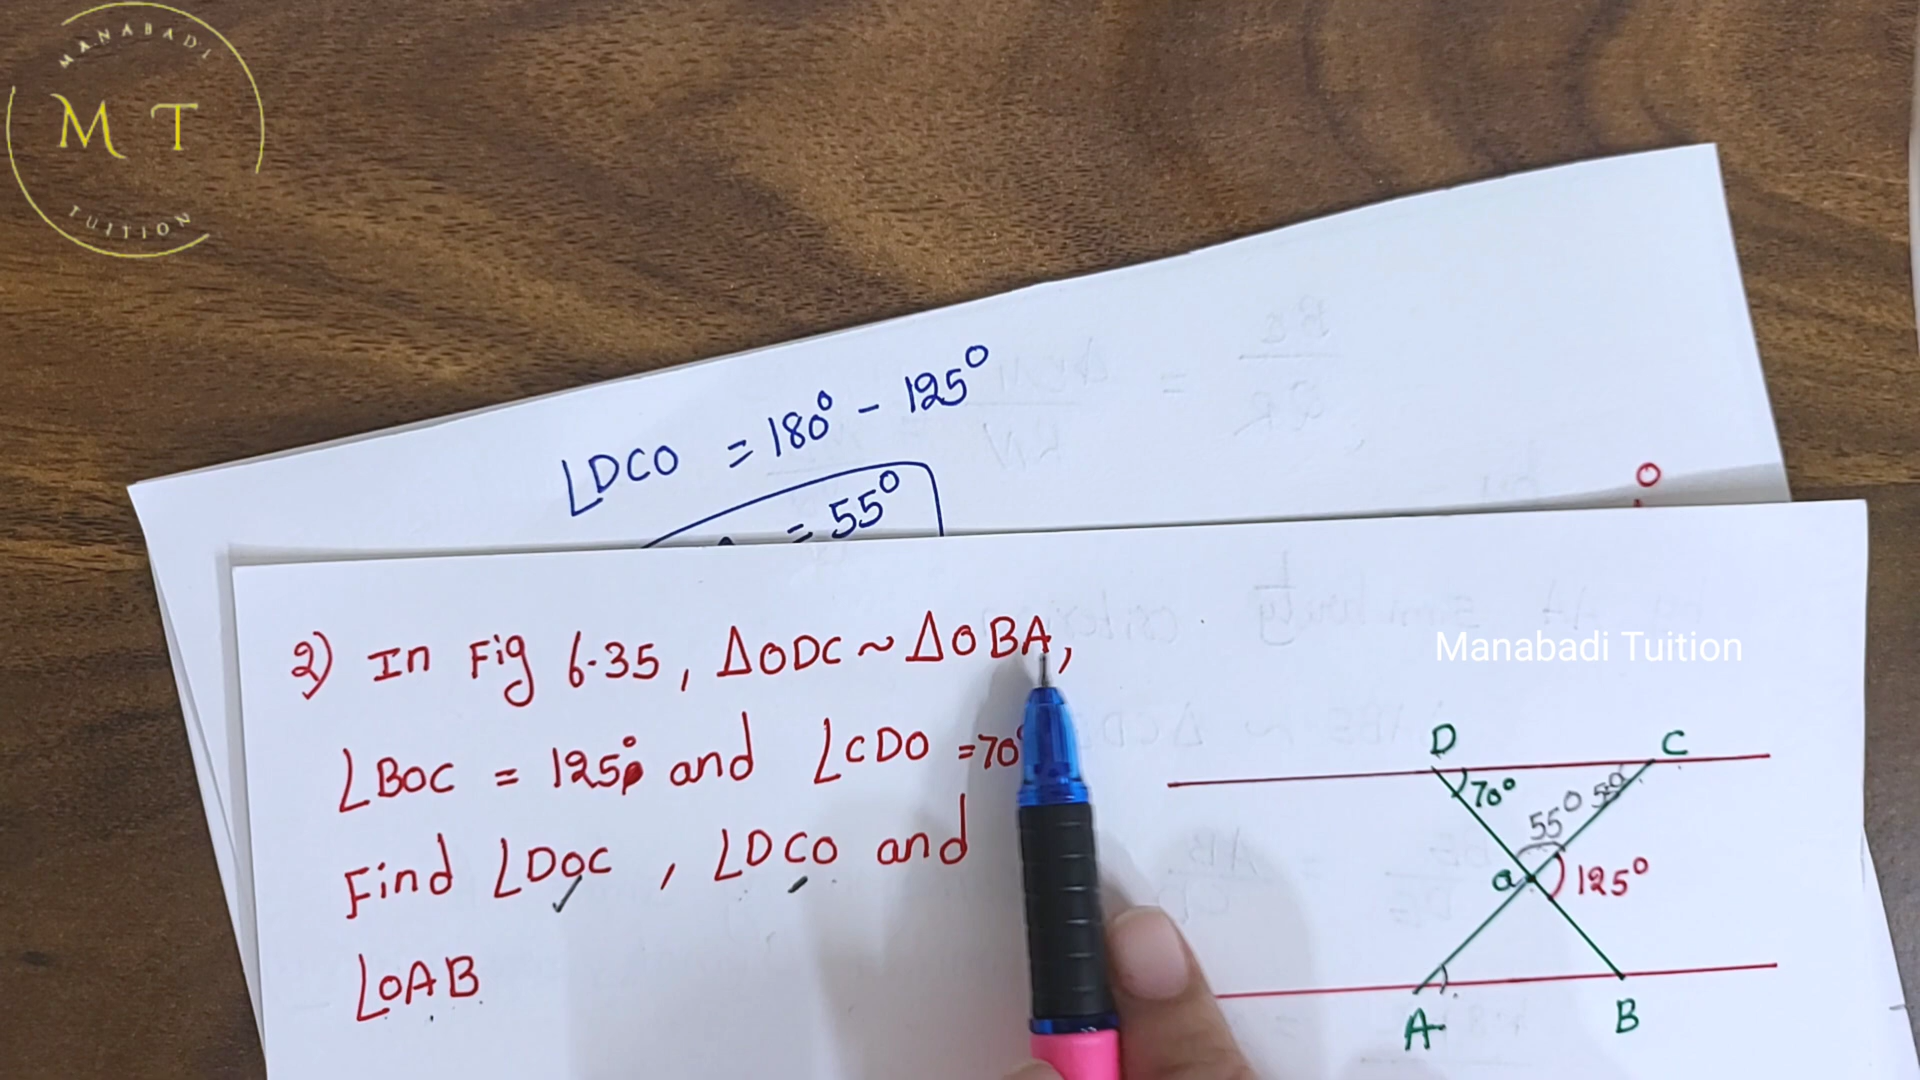 MANABADI
M T
TUITION
∠DCO = 180° - 125°
= 55°
2) In Fig 6.35, ΔODC ~ ΔOBA,
Manabadi Tuition
∠BOC = 125° and ∠CDO = 70°
Find ∠DOC, ∠DCO and
∠OAB
D C
70° 55°
125°
A B